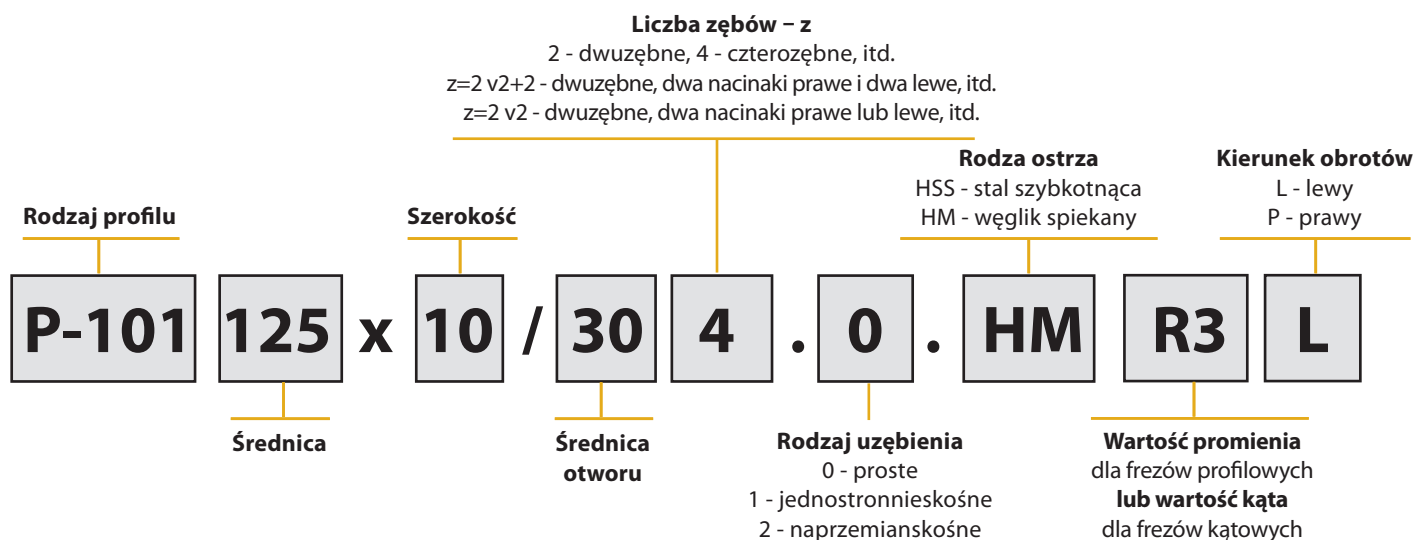 Liczba zębów – z
2 - dwuzębne, 4 - czterozębne, itd.
z=2 v2+2 - dwuzębne, dwa nacinaki prawe i dwa lewe, itd.
z=2 v2 - dwuzębne, dwa nacinaki prawe lub lewe, itd.
Rodzaj profilu
Szerokość
Rodza ostrza
HSS - stal szybkotnąca
HM - węglik spiekany
Kierunek obrotów
L - lewy
P - prawy
P-101 125 x 10 / 30 4 . 0 . HM R3 L
Średnica
Średnica
otworu
Rodzaj uzębienia
0 - proste
1 - jednostronnieskośne
2 - naprzemianskośne
Wartość promienia
dla frezów profilowych
lub wartość kąta
dla frezów kątowych